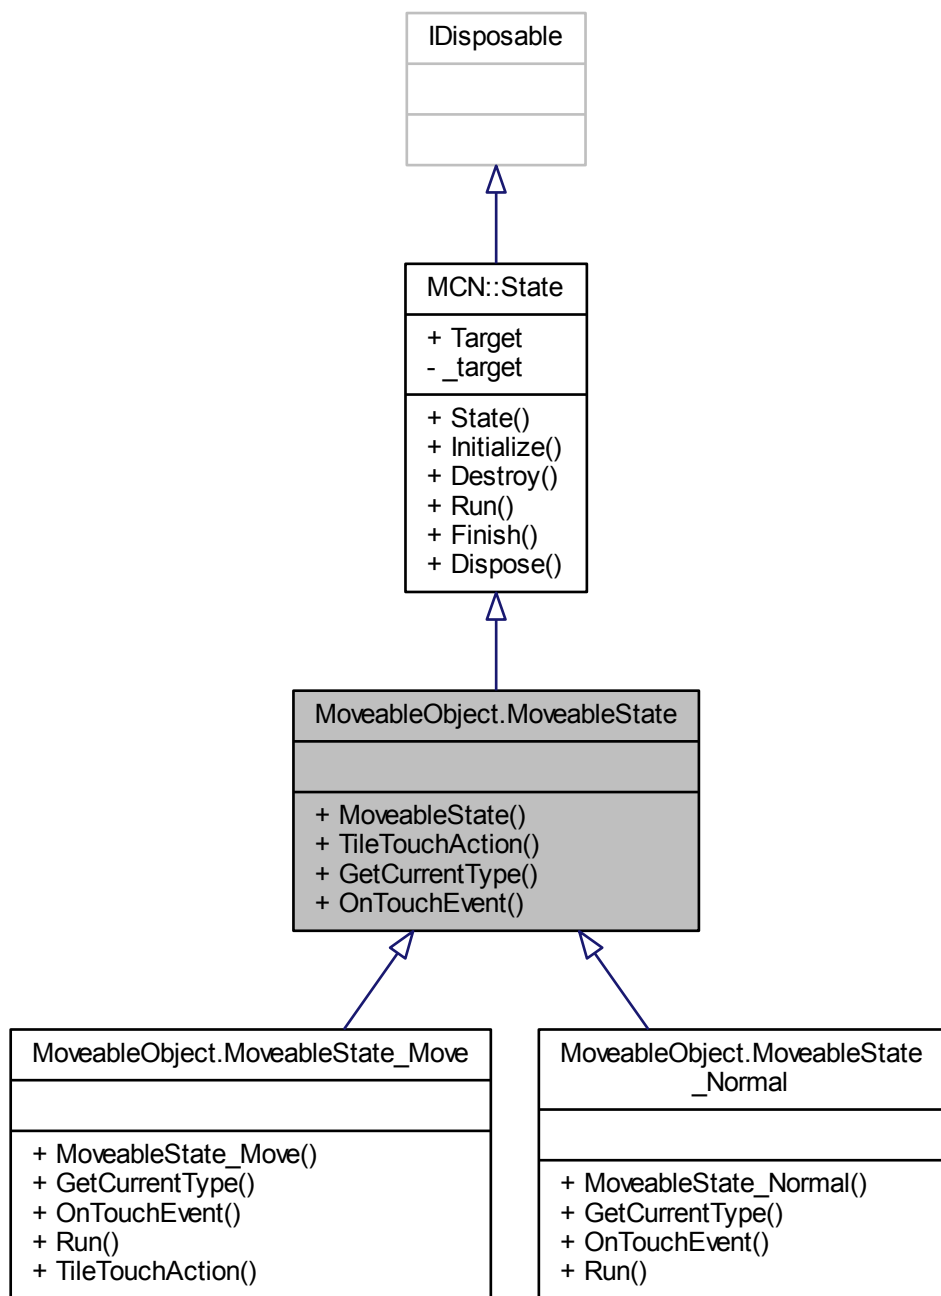 IDisposable
MCN::State
+ Target
- _target
+ State()
+ Initialize()
+ Destroy()
+ Run()
+ Finish()
+ Dispose()
MoveableObject.MoveableState
+ MoveableState()
+ TileTouchAction()
+ GetCurrentType()
+ OnTouchEvent()
MoveableObject.MoveableState_Move
+ MoveableState_Move()
+ GetCurrentType()
+ OnTouchEvent()
+ Run()
+ TileTouchAction()
MoveableObject.MoveableState
_Normal
+ MoveableState_Normal()
+ GetCurrentType()
+ OnTouchEvent()
+ Run()